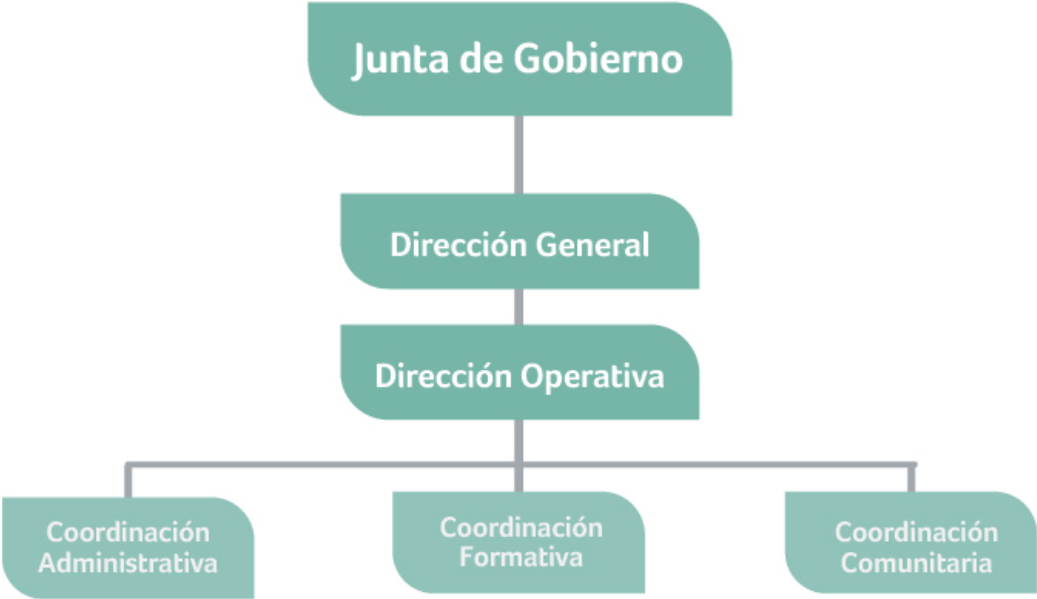 Junta de Gobierno
Dirección General
Dirección Operativa
Coordinación
Administrativa
Coordinación
Formativa
Coordinación
Comunitaria